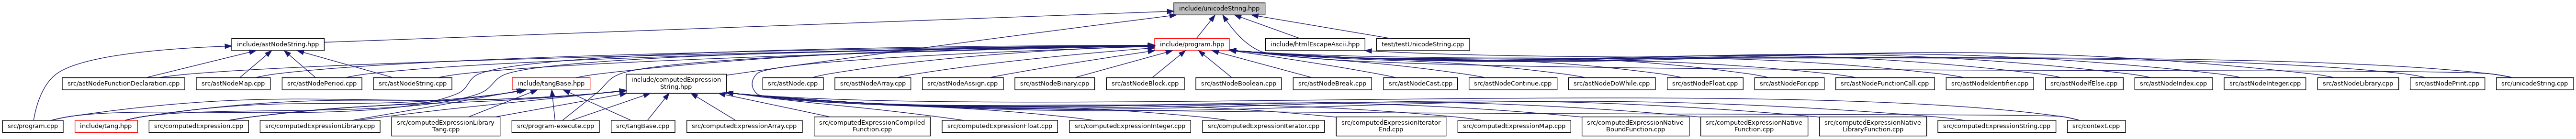 include/unicodeString.hpp
include/astNodeString.hpp
include/program.hpp
include/htmlEscapeAscii.hpp
test/testUnicodeString.cpp
src/astNodeFunctionDeclaration.cpp
src/astNodeMap.cpp
src/astNodePeriod.cpp
src/astNodeString.cpp
include/tangBase.hpp
include/computedExpression
String.hpp
src/astNode.cpp
src/astNodeArray.cpp
src/astNodeAssign.cpp
src/astNodeBinary.cpp
src/astNodeBlock.cpp
src/astNodeBoolean.cpp
src/astNodeBreak.cpp
src/astNodeCast.cpp
src/astNodeContinue.cpp
src/astNodeDoWhile.cpp
src/astNodeFloat.cpp
src/astNodeFor.cpp
src/astNodeFunctionCall.cpp
src/astNodeIdentifier.cpp
src/astNodeIfElse.cpp
src/astNodeIndex.cpp
src/astNodeInteger.cpp
src/astNodeLibrary.cpp
src/astNodePrint.cpp
src/unicodeString.cpp
src/program.cpp
include/tang.hpp
src/computedExpression.cpp
src/computedExpressionLibrary.cpp
src/computedExpressionLibrary
Tang.cpp
src/program-execute.cpp
src/tangBase.cpp
src/computedExpressionArray.cpp
src/computedExpressionCompiled
Function.cpp
src/computedExpressionFloat.cpp
src/computedExpressionInteger.cpp
src/computedExpressionIterator.cpp
src/computedExpressionIterator
End.cpp
src/computedExpressionMap.cpp
src/computedExpressionNative
BoundFunction.cpp
src/computedExpressionNative
Function.cpp
src/computedExpressionNative
LibraryFunction.cpp
src/computedExpressionString.cpp
src/context.cpp